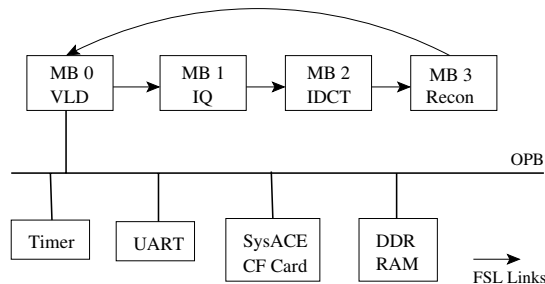 MB 0
VLD
MB 1
IQ
MB 2
IDCT
MB 3
Recon
OPB
Timer
UART
SysACE
CF Card
DDR
RAM
FSL Links